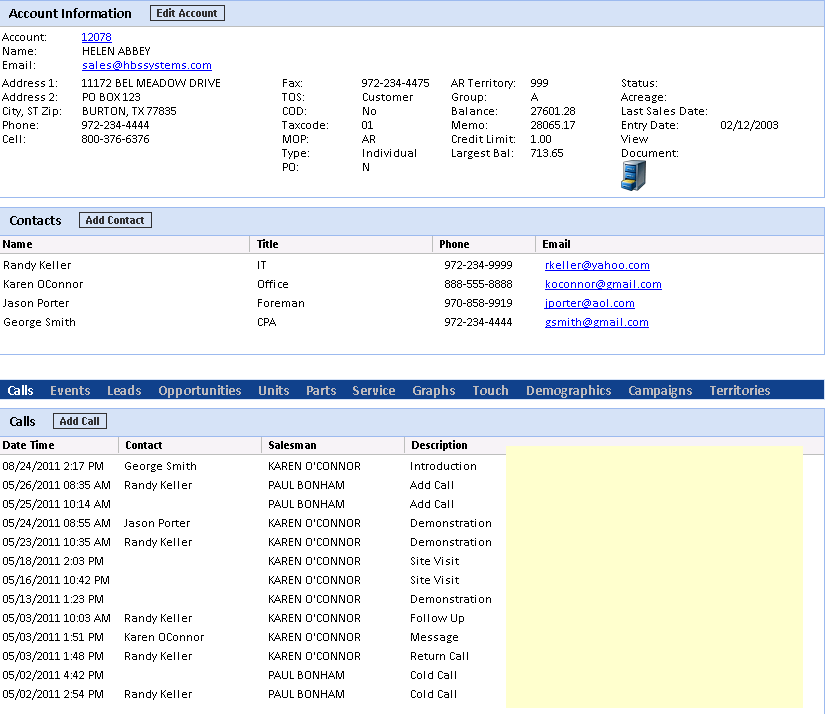 Account Information Edit Account
Account: 12078
Name: HELEN ABBEY
Email: sales@hbssystems.com
Address 1: 11172 BEL MEADOW DRIVE Fax: 972-234-4475 AR Territory: 999 Status:
Address 2: PO BOX 123 TOS: Customer Group: A Acreage:
City, ST Zip: BURTON, TX 77835 COD: No Balance: 27601.28 Last Sales Date:
Phone: 972-234-4444 Taxcode: 01 Memo: 28065.17 Entry Date: 02/12/2003
Cell: 800-376-6376 MOP: AR Credit Limit: 1.00 View
Type: Individual Largest Bal: 713.65 Document:
PO: N
Contacts Add Contact
Name Title Phone Email
Randy Keller IT 972-234-9999 rkeller@yahoo.com
Karen OConnor Office 888-555-8888 koconnor@gmail.com
Jason Porter Foreman 970-858-9919 jporter@aol.com
George Smith CPA 972-234-4444 gsmith@gmail.com
Calls Events Leads Opportunities Units Parts Service Graphs Touch Demographics Campaigns Territories
Calls Add Call
Date Time Contact Salesman Description
08/24/2011 2:17 PM George Smith KAREN O'CONNOR Introduction
05/26/2011 08:35 AM Randy Keller PAUL BONHAM Add Call
05/25/2011 10:14 AM PAUL BONHAM Add Call
05/24/2011 08:55 AM Jason Porter KAREN O'CONNOR Demonstration
05/23/2011 10:35 AM Randy Keller KAREN O'CONNOR Demonstration
05/18/2011 2:03 PM KAREN O'CONNOR Site Visit
05/16/2011 10:42 PM KAREN O'CONNOR Site Visit
05/13/2011 1:23 PM KAREN O'CONNOR Demonstration
05/03/2011 10:03 AM Randy Keller KAREN O'CONNOR Follow Up
05/03/2011 1:51 PM Karen OConnor KAREN O'CONNOR Message
05/03/2011 1:48 PM Randy Keller KAREN O'CONNOR Return Call
05/02/2011 4:42 PM PAUL BONHAM Cold Call
05/02/2011 2:54 PM Randy Keller PAUL BONHAM Cold Call